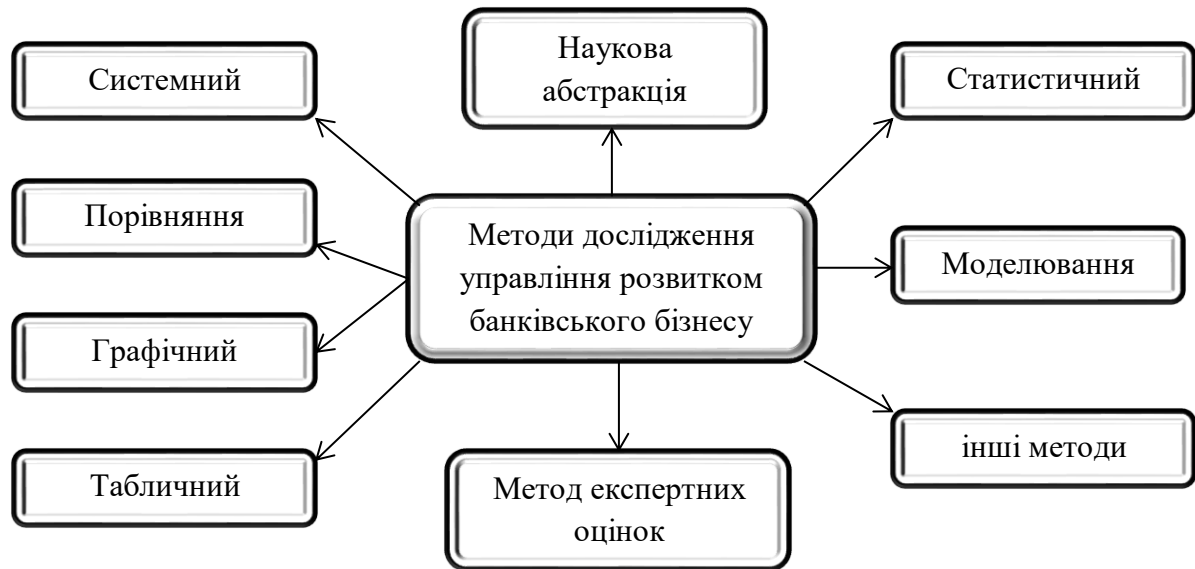 Системний
Наукова
абстракція
Статистичний
Порівняння
Методи дослідження
управління розвитком
банківського бізнесу
Моделювання
Графічний
Табличний
Метод експертних
оцінок
інші методи